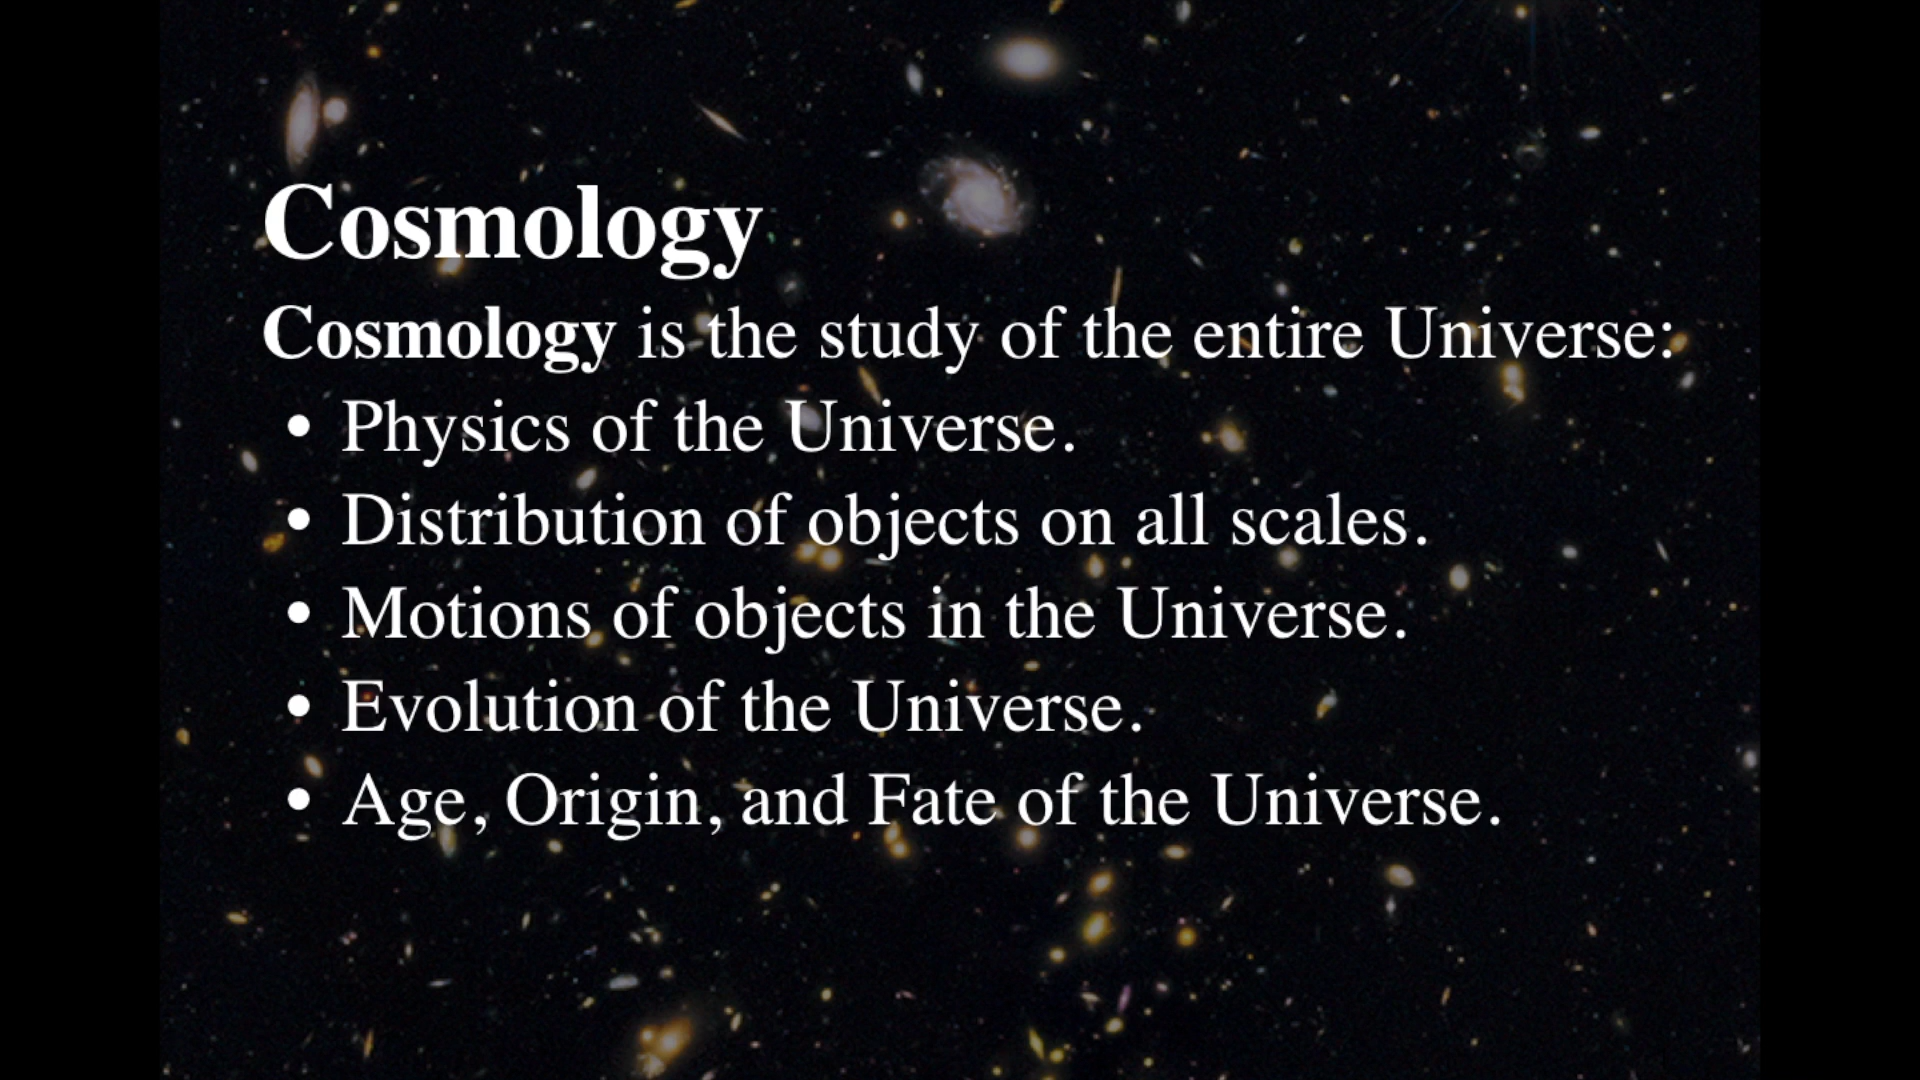 Cosmology
Cosmology is the study of the entire Universe:
• Physics of the Universe.
• Distribution of objects on all scales.
• Motions of objects in the Universe.
• Evolution of the Universe.
• Age, Origin, and Fate of the Universe.